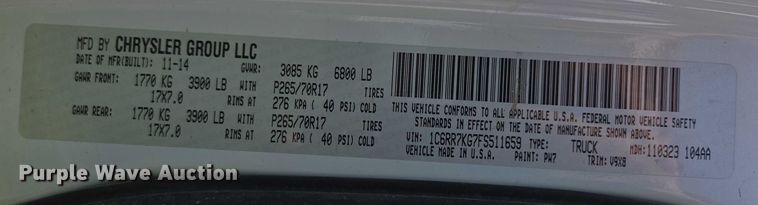 MFD BY CHRYSLER GROUP LLC
DATE OF MFR(BUILT): 11-14 GVWR: 3085 KG 6800 LB
GAWR FRONT: 1770 KG 3900 LB WITH P265/70R17 TIRES
17X7.0 RIMS AT 276 KPA ( 40 PSI) COLD
GAWR REAR: 1770 KG 3900 LB WITH P265/70R17 TIRES
17X7.0 RIMS AT 276 KPA ( 40 PSI) COLD
THIS VEHICLE CONFORMS TO ALL APPLICABLE U.S.A. FEDERAL MOTOR VEHICLE SAFETY
STANDARDS IN EFFECT ON THE DATE OF MANUFACTURE SHOWN ABOVE.
VIN: 1C6RR7KG7FS511659 TYPE: TRUCK MDH: 110323 104AA
VEHICLE MADE IN U.S.A. PAINT: PW7 TRIM: V9X8
Purple Wave Auction